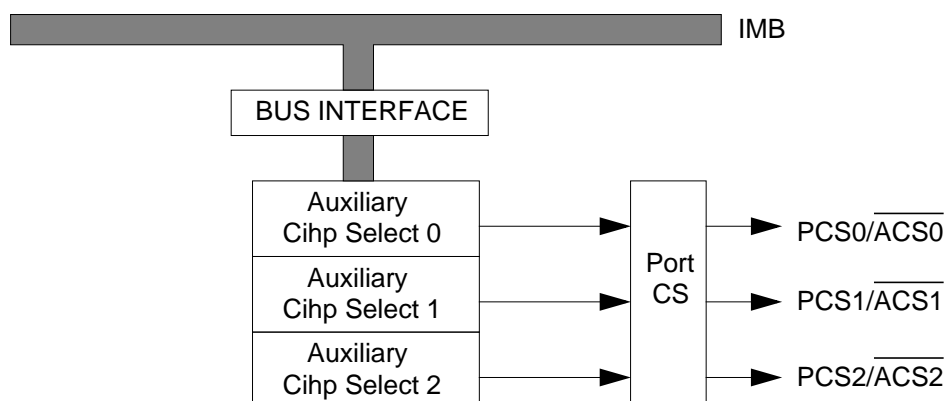 IMB
BUS INTERFACE
Auxiliary
Cihp Select 0
Auxiliary
Cihp Select 1
Auxiliary
Cihp Select 2
Port
CS
PCS0/ACS0
PCS1/ACS1
PCS2/ACS2